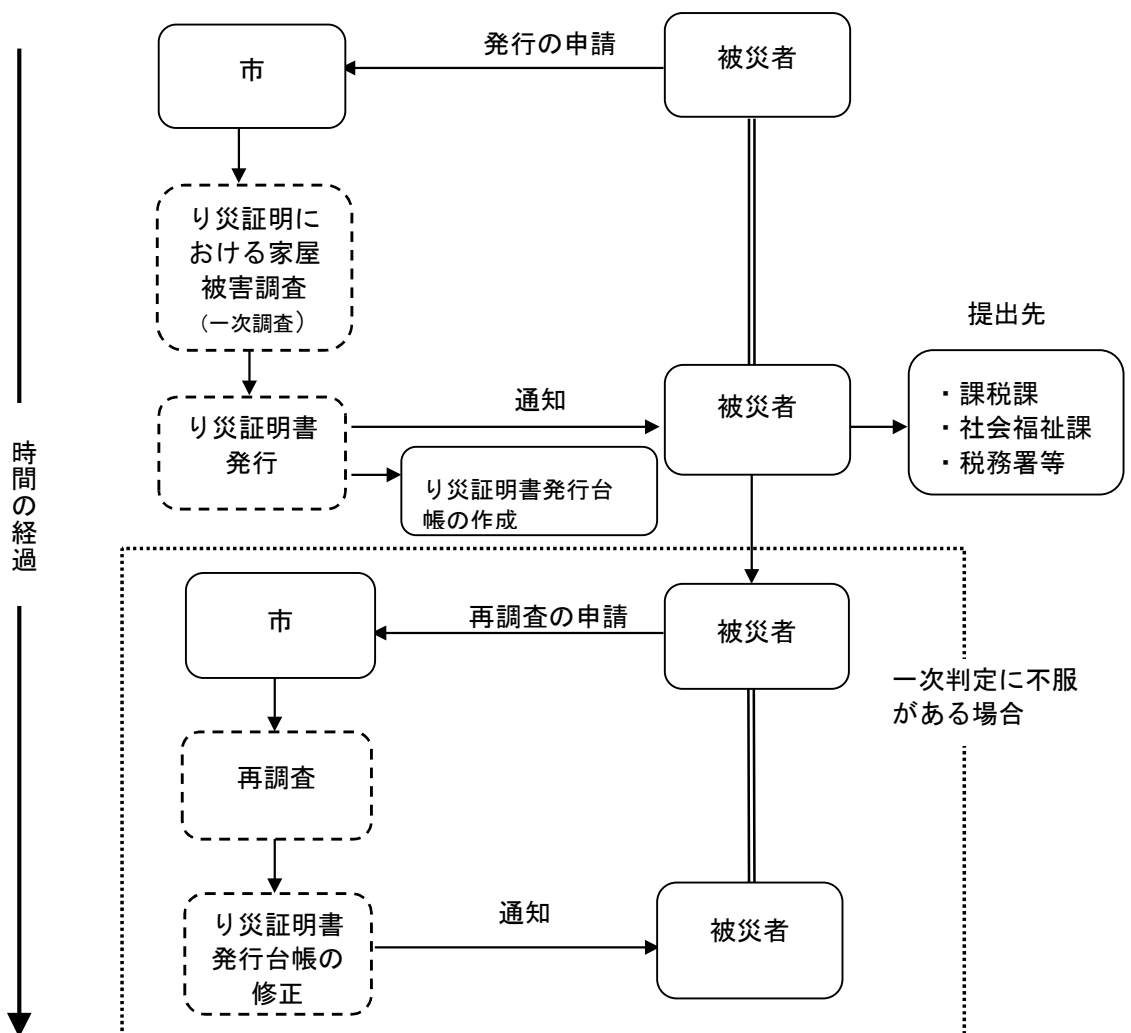 発行の申請
市
被災者
り災証明に
おける家屋
被害調査
（一次調査）
提出先
り災証明書
発行
通知
被災者
・課税課
・社会福祉課
・税務署等
り災証明書発行台
帳の作成
時間の経過
市
再調査の申請
被災者
一次判定に不服
がある場合
再調査
り災証明書
発行台帳の
修正
通知
被災者